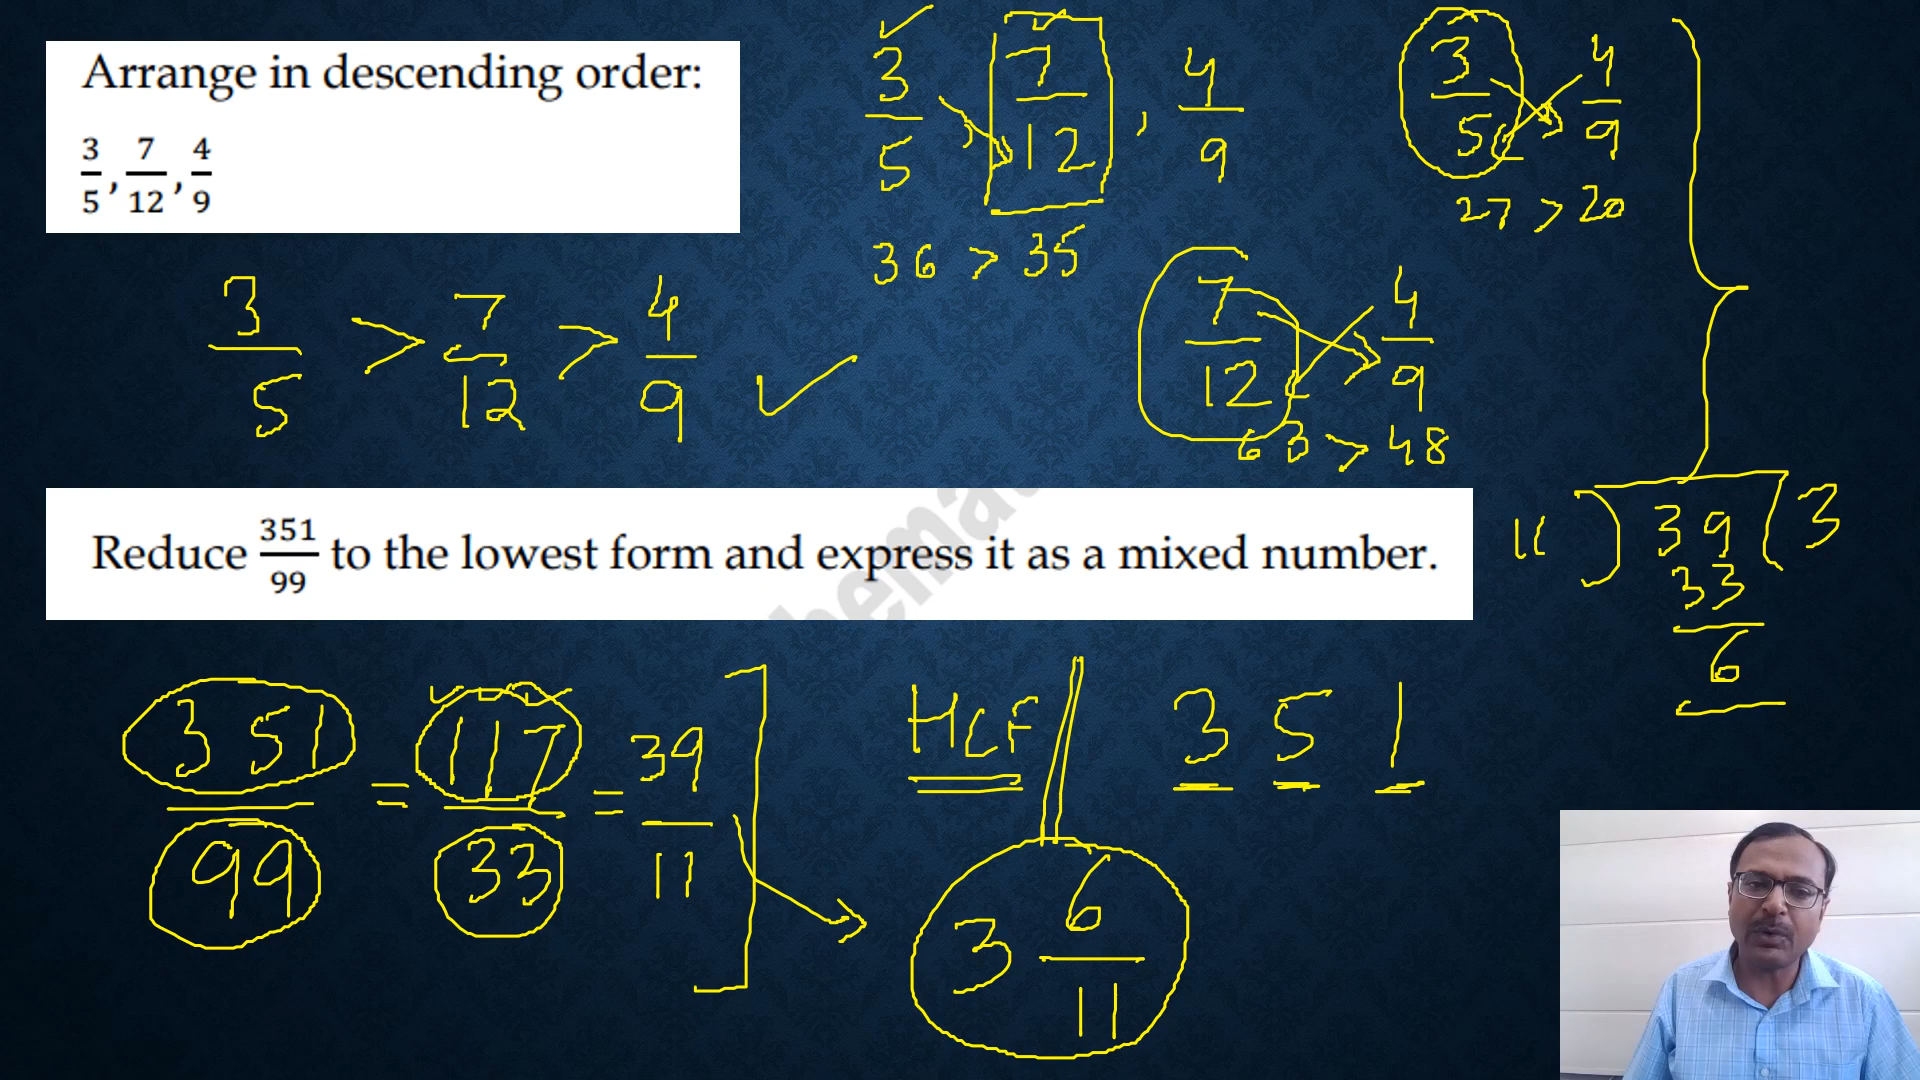 Arrange in descending order:
3/5, 7/12, 4/9
3/5, 7/12, 4/9
36 > 35
3/5 4/9
27 > 20
3/5 > 7/12 > 4/9
7/12 4/9
63 > 48
Reduce 351/99 to the lowest form and express it as a mixed number.
11 ) 39 ( 3
33
6
351/99 = 117/33 = 39/11
HCF
3 5 1
3 6/11